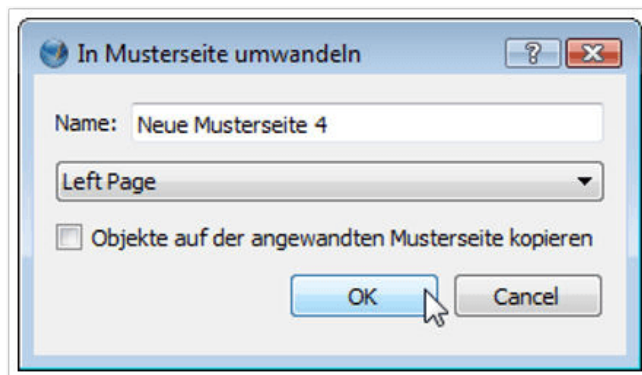 In Musterseite umwandeln
Name: Neue Musterseite 4
Left Page
Objekte auf der angewandten Musterseite kopieren
OK Cancel